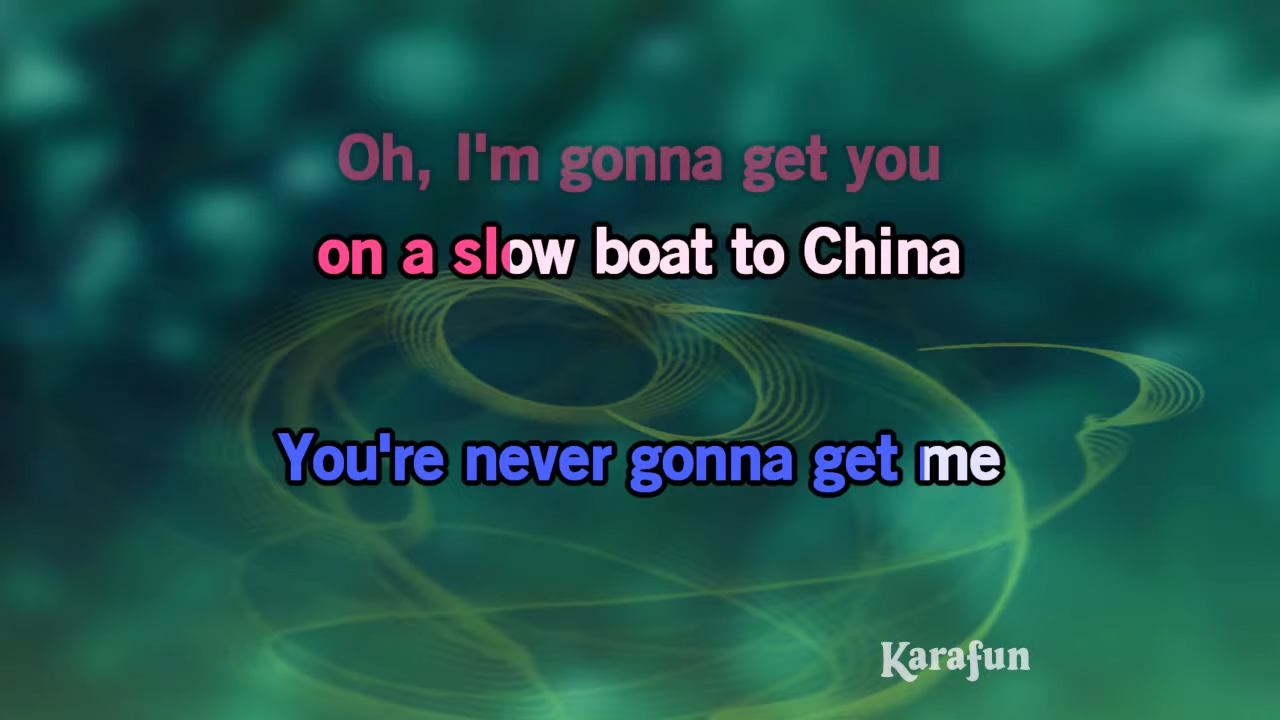 Oh, I'm gonna get you
on a slow boat to China
You're never gonna get me
Karafun